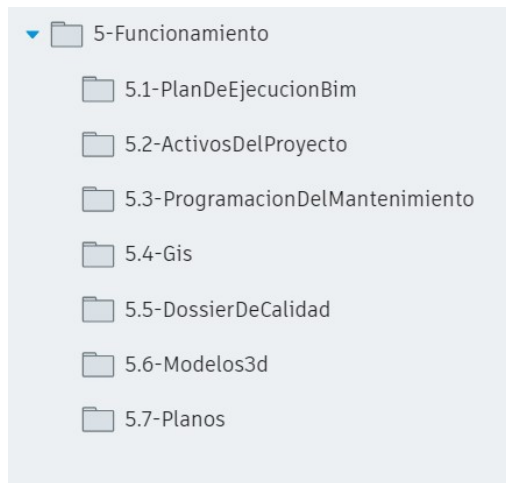 5-Funcionamiento
5.1-PlanDeEjecucionBim
5.2-ActivosDelProyecto
5.3-ProgramacionDelMantenimiento
5.4-Gis
5.5-DossierDeCalidad
5.6-Modelos3d
5.7-Planos